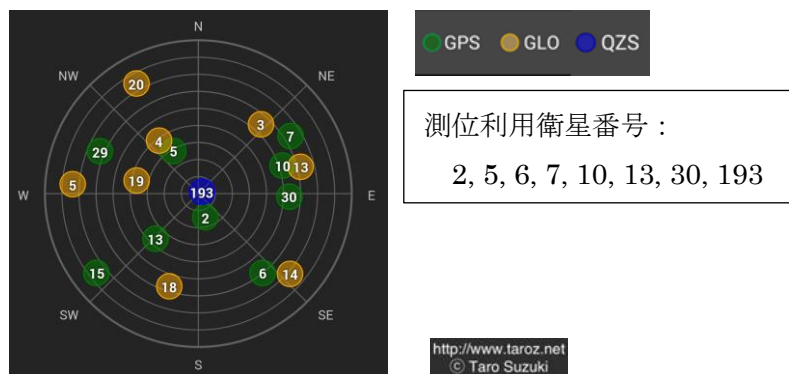 N
GPS GLO QZS
20
NW
NE
3
7
4
5
29
10 13
測位利用衛星番号：
2, 5, 6, 7, 10, 13, 30, 193
5
19
193
W
30
E
2
13
15
6
14
18
SW
SE
S
http://www.taroz.net
© Taro Suzuki